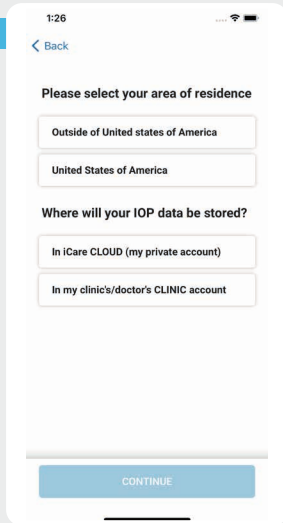 1:26
Back
Please select your area of residence
Outside of United states of America
United States of America
Where will your IOP data be stored?
In iCare CLOUD (my private account)
In my clinic's/doctor's CLINIC account
CONTINUE